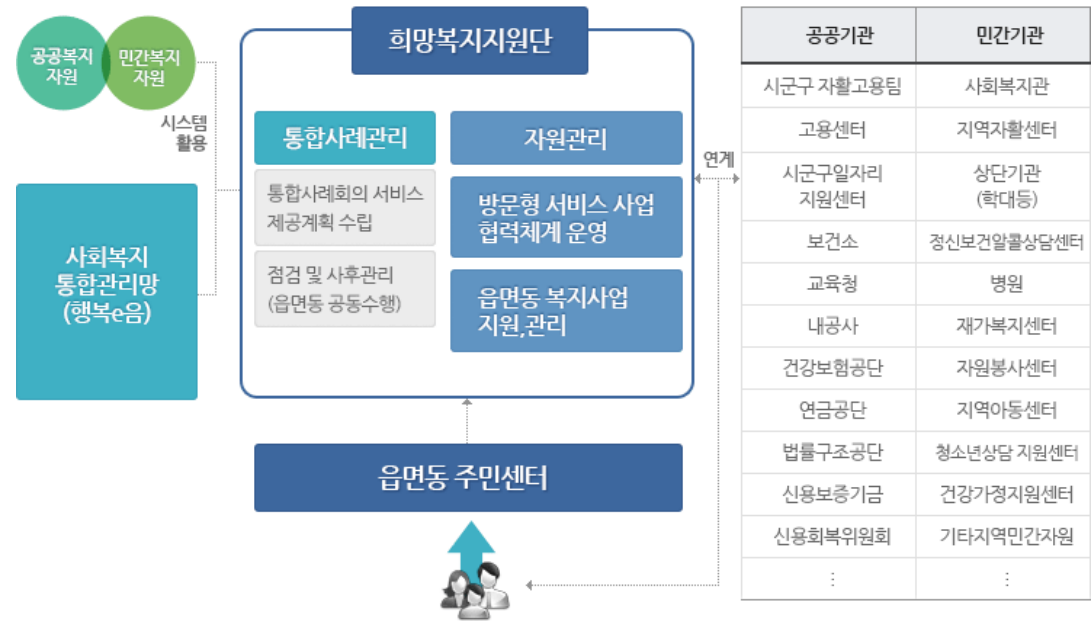 공공복지
자원
민간복지
자원
시스템
활용
사회복지
통합관리망
(행복e음)
희망복지지원단
통합사례관리
통합사례회의 서비스
제공계획 수립
점검 및 사후관리
(읍면동 공동수행)
자원관리
방문형 서비스 사업
협력체계 운영
읍면동 복지사업
지원,관리
읍면동 주민센터
연계
공공기관 민간기관
시군구 자활고용팀 사회복지관
고용센터 지역자활센터
시군구일자리
지원센터
상단기관
(학대등)
보건소 정신보건알콜상담센터
교육청 병원
내공사 재가복지센터
건강보험공단 자원봉사센터
연금공단 지역아동센터
법률구조공단 청소년상담 지원센터
신용보증기금 건강가정지원센터
신용회복위원회 기타지역민간자원
⋮ ⋮